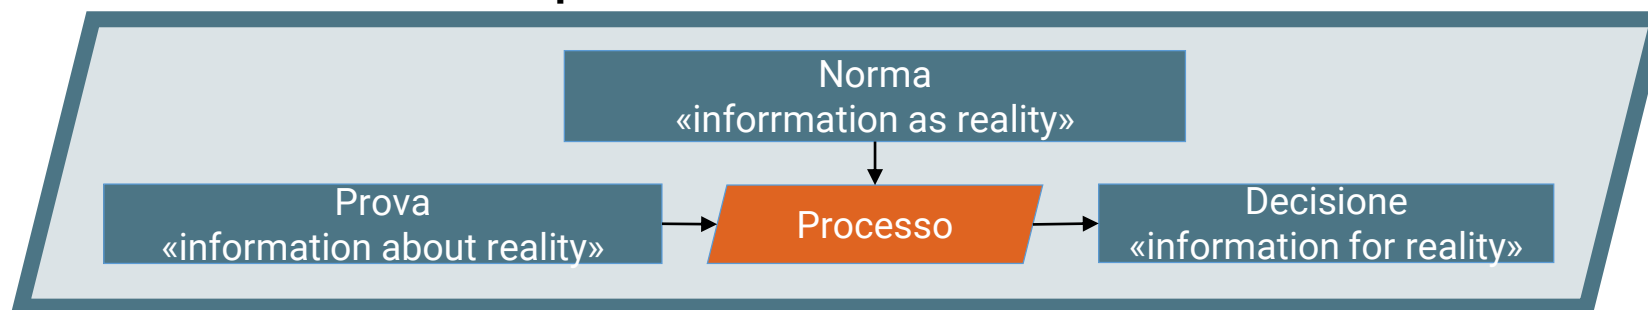 Norma
«inforrmation as reality»
Prova
«information about reality»
Processo
Decisione
«information for reality»